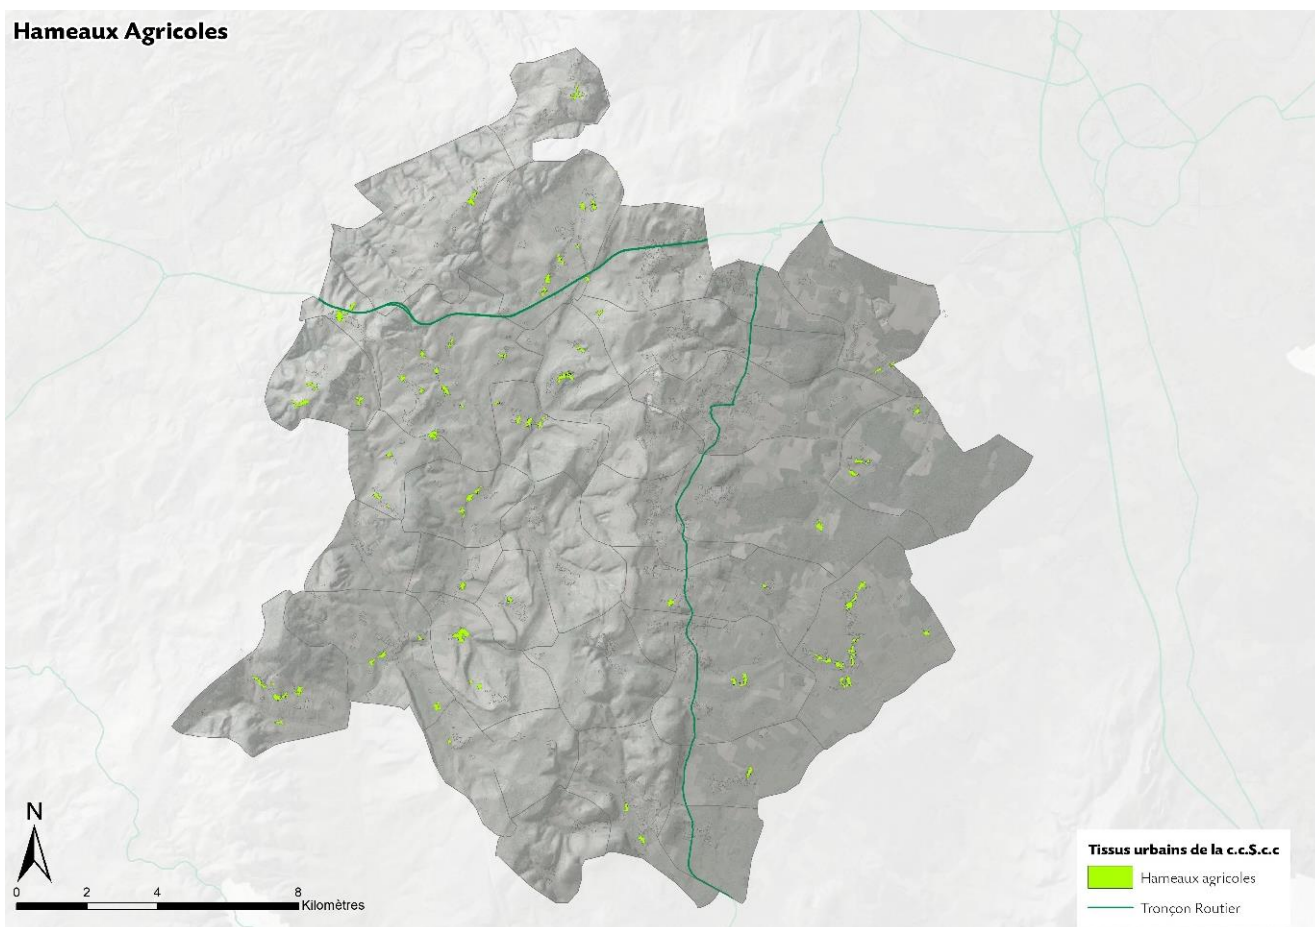 Hameaux Agricoles
N
0 2 4 8
Kilomètres
Tissus urbains de la c.c.S.c.c
Hameaux agricoles
Tronçon Routier